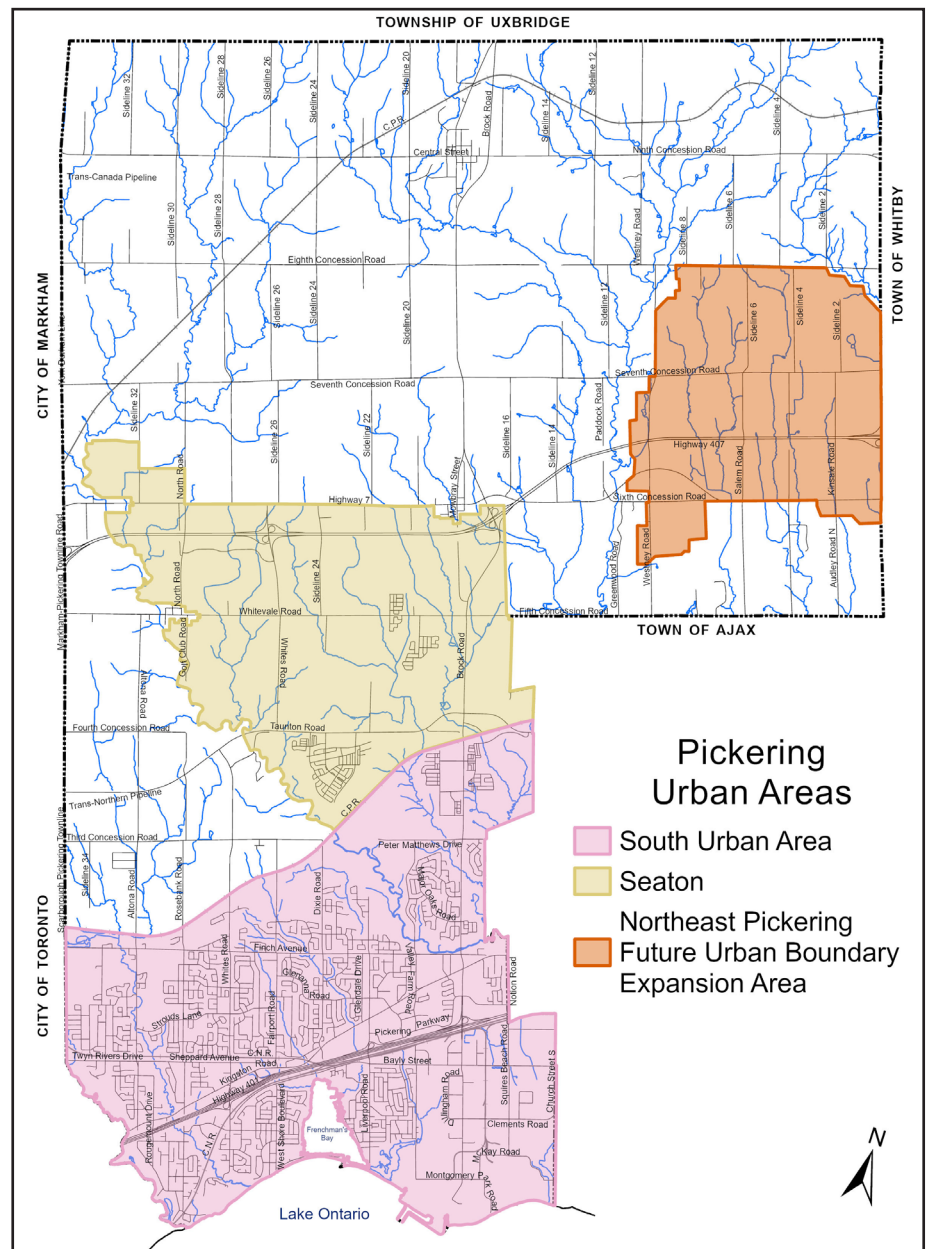 TOWNSHIP OF UXBRIDGE
Sideline 32
Sideline 28
Sideline 26
Sideline 24
Sideline 20
Brock Road
Sideline 14
Sideline 12
Sideline 4
C.P.R.
Central Street
Ninth Concession Road
Trans-Canada Pipeline
Sideline 30
Sideline 28
Westney Road
Sideline 8
Sideline 6
Sideline 2
TOWN OF WHITBY
CITY OF MARKHAM
Eighth Concession Road
Sideline 26
Sideline 24
Sideline 20
Sideline 12
Sideline 6
Sideline 4
Sideline 2
Seventh Concession Road
Seventh Concession Road
Sideline 32
Sideline 26
Sideline 22
Sideline 16
Sideline 14
Paddock Road
Highway 407
North Road
Mowbray Street
Salem Road
Kinsale Road
Highway 7
Sixth Concession Road
Markham-Pickering Townline Road
North Road
Sideline 24
Greenwood Road
Westney Road
Audley Road N
Whitevale Road
Fifth Concession Road
TOWN OF AJAX
Golf Club Road
Whites Road
Brock Road
Altona Road
Fourth Concession Road
Taunton Road
Pickering
Urban Areas
Trans-Northern Pipeline
C.P.R.
South Urban Area
Seaton
Northeast Pickering
Future Urban Boundary
Expansion Area
Scarborough Pickering Townline
Third Concession Road
Sideline 34
Altona Road
Rosebank Road
Peter Matthews Drive
Major Oaks Road
Dixie Road
CITY OF TORONTO
Whites Road
Finch Avenue
Glenanna
Road
Glendale Drive
Valley Farm Road
Notion Road
Strouds Lane
Fairport Road
Pickering
Parkway
Twyn Rivers Drive
Sheppard Avenue
C.N.R.
Kingston
Road
Bayly Street
Highway 401
Squires Beach Road
Church Street S
Rougemount Drive
C.N.R.
West Shore Boulevard
Frenchman's
Bay
Liverpool Road
Dillingham Road
Clements Road
McKay Road
Montgomery Park Road
Lake Ontario
N